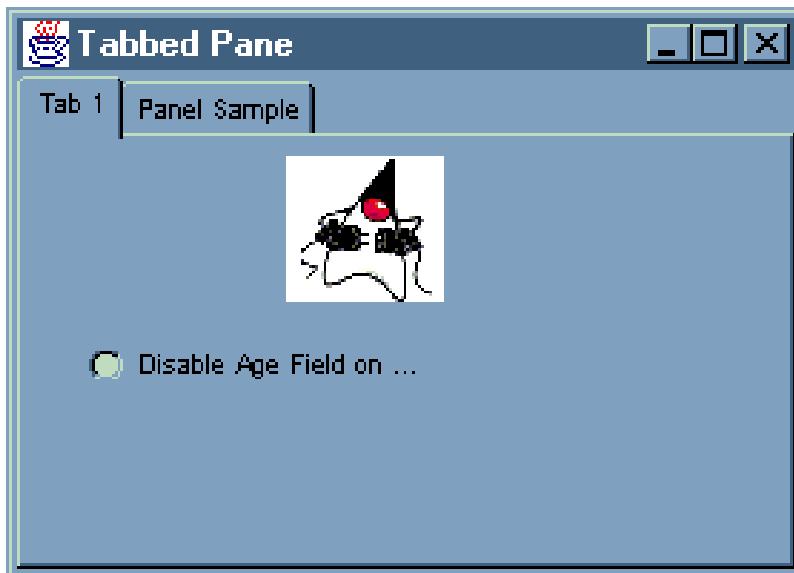 Tabbed Pane
Tab 1
Panel Sample
Disable Age Field on ...